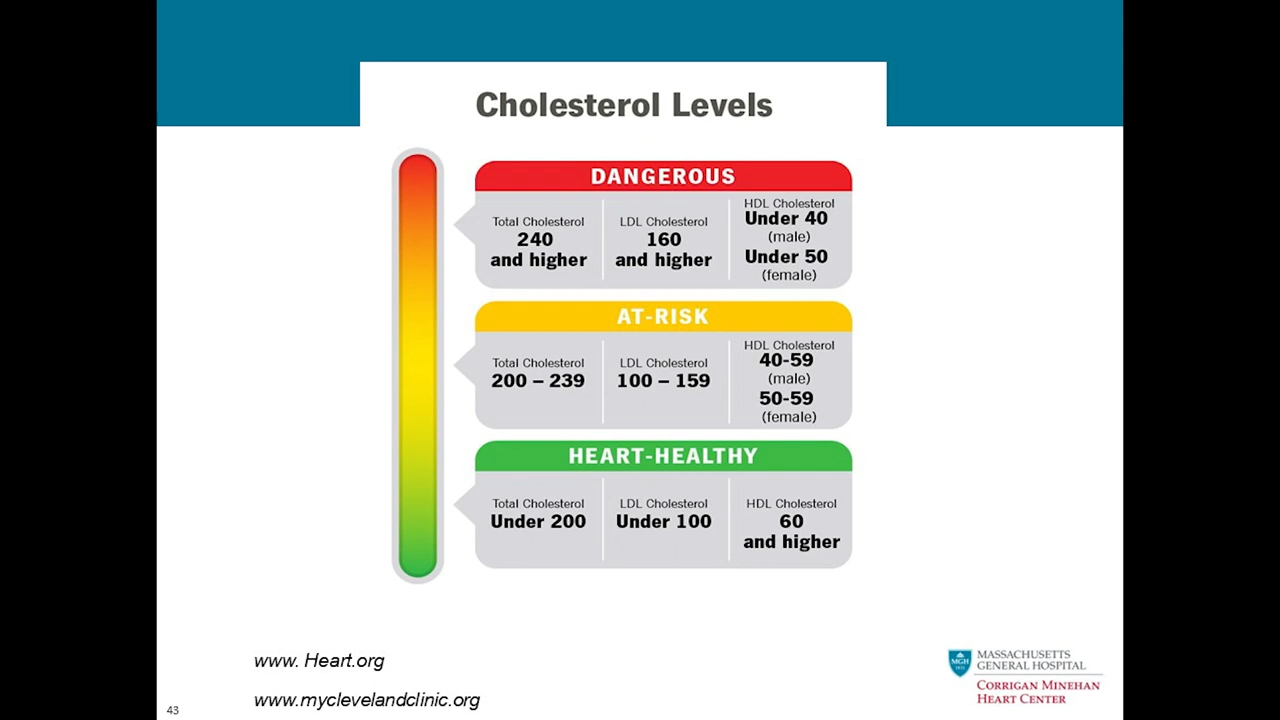 Cholesterol Levels
DANGEROUS
Total Cholesterol
240
and higher
LDL Cholesterol
160
and higher
HDL Cholesterol
Under 40
(male)
Under 50
(female)
AT-RISK
Total Cholesterol
200 – 239
LDL Cholesterol
100 – 159
HDL Cholesterol
40-59
(male)
50-59
(female)
HEART-HEALTHY
Total Cholesterol
Under 200
LDL Cholesterol
Under 100
HDL Cholesterol
60
and higher
www. Heart.org
www.myclevelandclinic.org
43
MGH
MASSACHUSETTS
GENERAL HOSPITAL
CORRIGAN MINEHAN
HEART CENTER